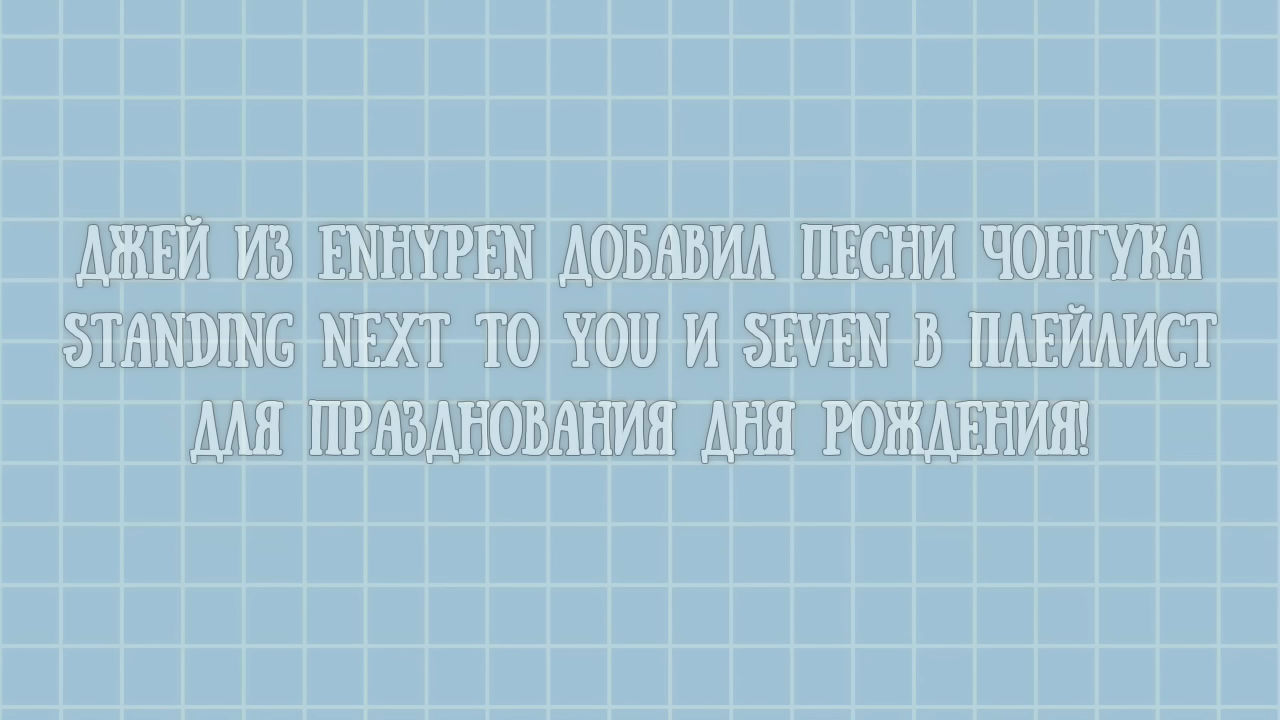 ДЖЕЙ ИЗ ENHYPEN ДОБАВИЛ ПЕСНИ ЧОНГУКА
STANDING NEXT TO YOU И SEVEN В ПЛЕЙЛИСТ
ДЛЯ ПРАЗДНОВАНИЯ ДНЯ РОЖДЕНИЯ!